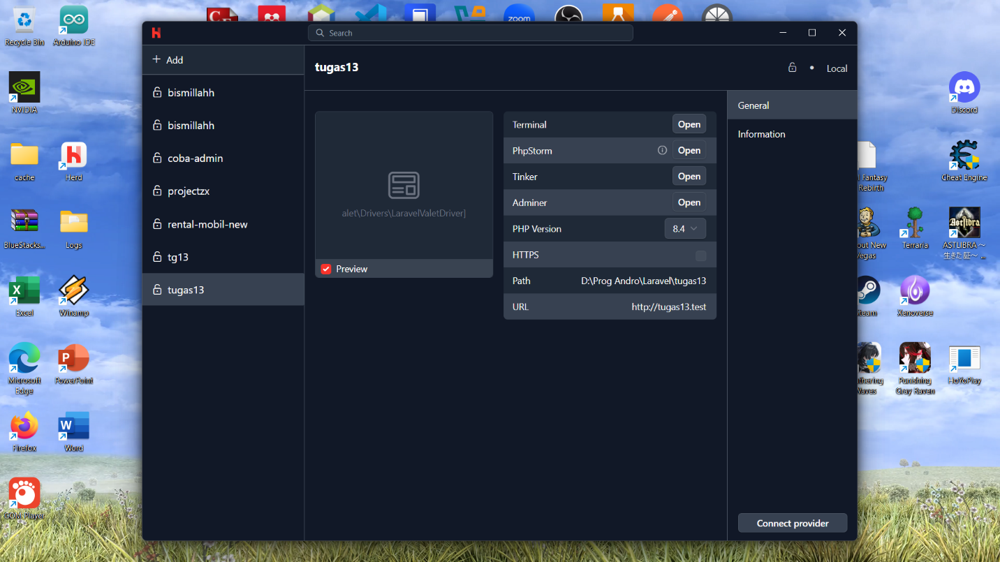 Search
Add
bismillahh
bismillahh
coba-admin
projectzx
rental-mobil-new
tg13
tugas13
tugas13
Local
alet\Drivers\LaravelValetDriver]
Preview
Terminal
Open
PhpStorm
Open
Tinker
Open
Adminer
Open
PHP Version
8.4
HTTPS
Path
D:\Prog Andro\Laravel\tugas13
URL
http://tugas13.test
General
Information
Connect provider
Recycle Bin
Arduino IDE
NVIDIA
cache
Herd
BlueStacks...
Logs
Excel
Winamp
Microsoft
Edge
PowerPoint
Firefox
Word
GOM Player
zoom
Discord
Fantasy
Rebirth
Cheat Engine
out New
Vegas
Terraria
ASTLIBRA ～
生きた証～ ...
team
Xenoverse
thering
Vaves
Punishing
Gray Raven
HoYoPlay